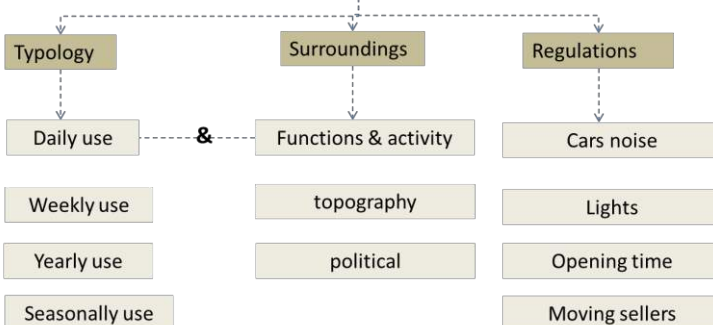 Typology
Surroundings
Regulations
Daily use
&
Functions & activity
Cars noise
Weekly use
topography
Lights
Yearly use
political
Opening time
Seasonally use
Moving sellers